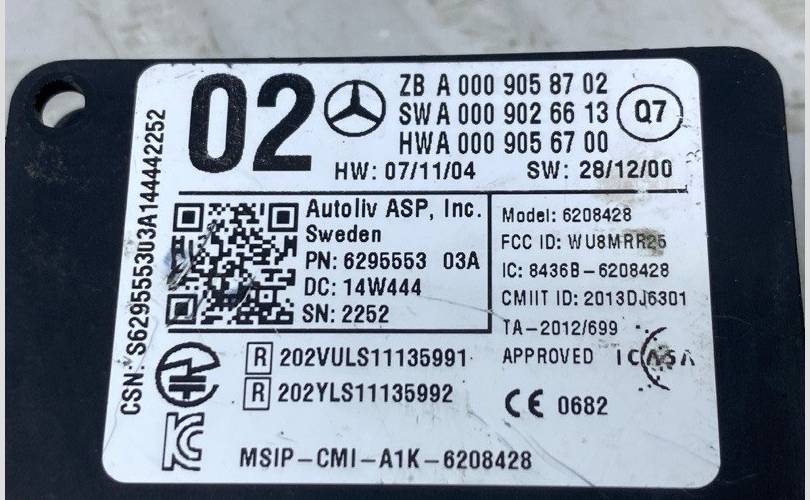 02
ZB A 000 905 87 02
SW A 000 902 66 13
HW A 000 905 67 00
Q7
HW: 07/11/04 SW: 28/12/00
CSN: S6295553U3A144442252
Autoliv ASP, Inc.
Sweden
PN: 6295553 03A
DC: 14W444
SN: 2252
Model: 6208428
FCC ID: WU8MRR25
IC: 8436B-6208428
CMIIT ID: 2013DJ6301
TA-2012/699
APPROVED ICASA
R 202VULS11135991
R 202YLS11135992
CE 0682
MSIP-CMI-A1K-6208428